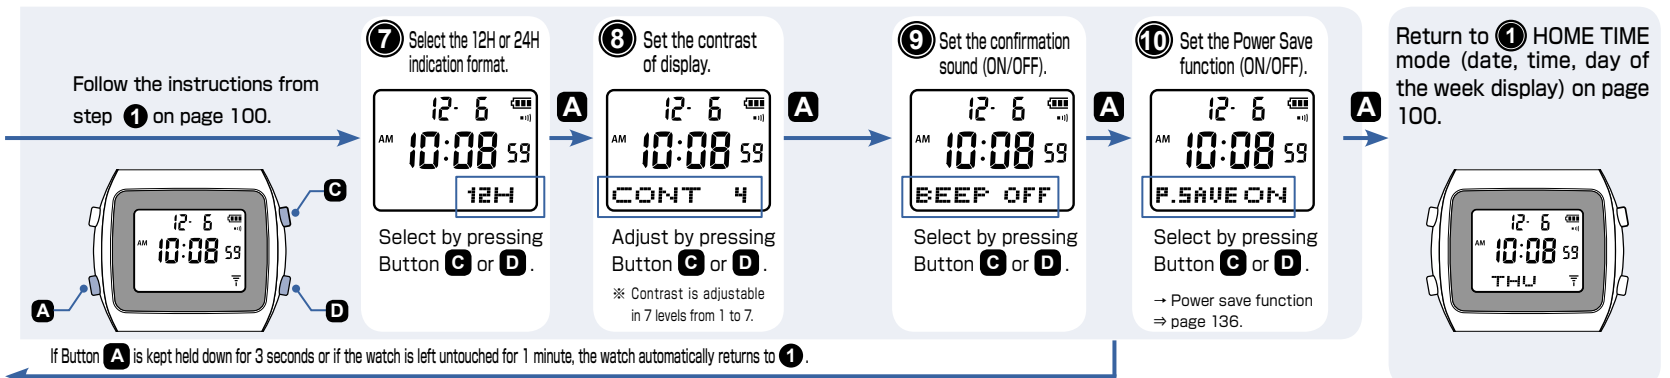 Follow the instructions from
step 1 on page 100.
12- 6
AM 10:08 59
C
A
D
7 Select the 12H or 24H
indication format.
12- 6
AM 10:08 59
12H
Select by pressing
Button C or D.
A
8 Set the contrast
of display.
12- 6
AM 10:08 59
CONT 4
Adjust by pressing
Button C or D.
※ Contrast is adjustable
in 7 levels from 1 to 7.
A
9 Set the confirmation
sound (ON/OFF).
12- 6
AM 10:08 59
BEEP OFF
Select by pressing
Button C or D.
A
10 Set the Power Save
function (ON/OFF).
12- 6
AM 10:08 59
P.SAVE ON
Select by pressing
Button C or D.
→ Power save function
⇒ page 136.
A
Return to 1 HOME TIME
mode (date, time, day of
the week display) on page
100.
12- 6
AM 10:08 59
THU
If Button A is kept held down for 3 seconds or if the watch is left untouched for 1 minute, the watch automatically returns to 1.